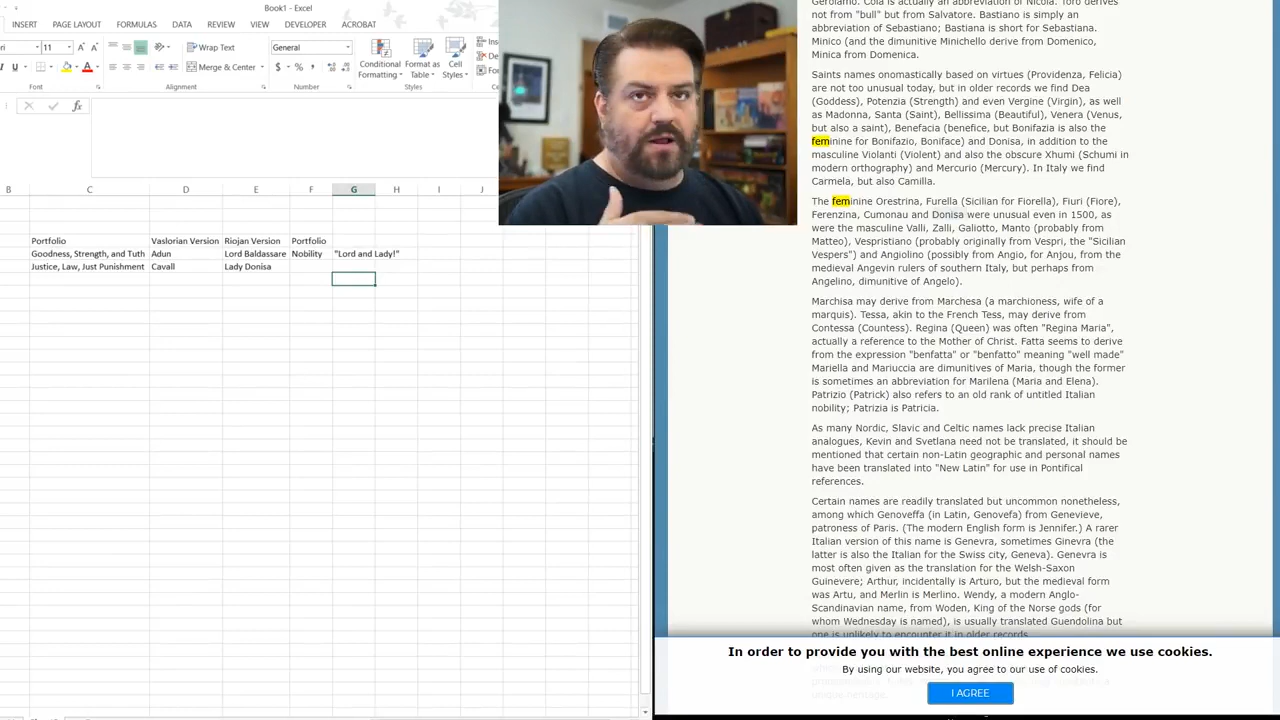 Book1 - Excel
INSERT PAGE LAYOUT FORMULAS DATA REVIEW VIEW DEVELOPER ACROBAT
11 Wrap Text General
Merge & Center
Conditional Formatting
Format as Table
Cell Styles
Font Alignment Number Styles
fx
B C D E F G H I J
Portfolio Vaslorian Version Riojan Version Portfolio
Goodness, Strength, and Tuth Adun Lord Baldassare Nobility "Lord and Lady!"
Justice, Law, Just Punishment Cavall Lady Donisa
Gerolamo. Cola is actually an abbreviation of Nicola. Toro derives
not from "bull" but from Salvatore. Bastiano is simply an
abbreviation of Sebastiano; Bastiana is short for Sebastiana.
Minico (and the dimunitive Minichello derive from Domenico,
Minica from Domenica.
Saints names onomastically based on virtues (Providenza, Felicia)
are not too unusual today, but in older records we find Dea
(Goddess), Potenzia (Strength) and even Vergine (Virgin), as well
as Madonna, Santa (Saint), Bellissima (Beautiful), Venera (Venus,
but also a saint), Benefacia (benefice, but Bonifazia is also the
feminine for Bonifazio, Boniface) and Donisa, in addition to the
masculine Violanti (Violent) and also the obscure Xhumi (Schumi in
modern orthography) and Mercurio (Mercury). In Italy we find
Carmela, but also Camilla.
The feminine Orestrina, Furella (Sicilian for Fiorella), Fiuri (Fiore),
Ferenzina, Cumonau and Donisa were unusual even in 1500, as
were the masculine Valli, Zalli, Galiotto, Manto (probably from
Matteo), Vespristiano (probably originally from Vespri, the "Sicilian
Vespers") and Angiolino (possibly from Angio, for Anjou, from the
medieval Angevin rulers of southern Italy, but perhaps from
Angelino, dimunitive of Angelo).
Marchisa may derive from Marchesa (a marchioness, wife of a
marquis). Tessa, akin to the French Tess, may derive from
Contessa (Countess). Regina (Queen) was often "Regina Maria",
actually a reference to the Mother of Christ. Fatta seems to derive
from the expression "benfatta" or "benfatto" meaning "well made"
Mariella and Mariuccia are dimunitives of Maria, though the former
is sometimes an abbreviation for Marilena (Maria and Elena).
Patrizio (Patrick) also refers to an old rank of untitled Italian
nobility; Patrizia is Patricia.
As many Nordic, Slavic and Celtic names lack precise Italian
analogues, Kevin and Svetlana need not be translated, it should be
mentioned that certain non-Latin geographic and personal names
have been translated into "New Latin" for use in Pontifical
references.
Certain names are readily translated but uncommon nonetheless,
among which Genoveffa (in Latin, Genovefa) from Genevieve,
patroness of Paris. (The modern English form is Jennifer.) A rarer
Italian version of this name is Genevra, sometimes Ginevra (the
latter is also the Italian for the Swiss city, Geneva). Genevra is
most often given as the translation for the Welsh-Saxon
Guinevere; Arthur, incidentally is Arturo, but the medieval form
was Artu, and Merlin is Merlino. Wendy, a modern Anglo-
Scandinavian name, from Woden, King of the Norse gods (for
whom Wednesday is named), is usually translated Guendolina but
one is unlikely to encounter it in older records.
In order to provide you with the best online experience we use cookies.
By using our website, you agree to our use of cookies.
I AGREE